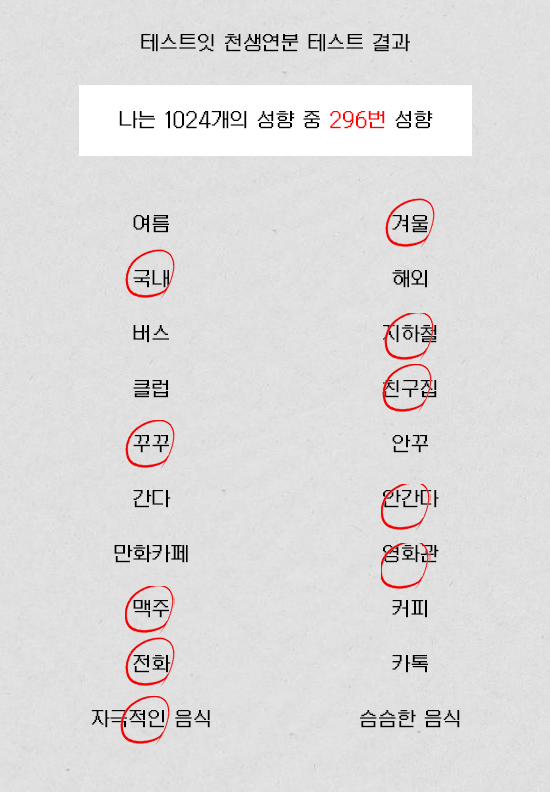 테스트잇 천생연분 테스트 결과
나는 1024개의 성향 중 296번 성향
여름 겨울
국내 해외
버스 지하철
클럽 친구집
꾸꾸 안꾸
간다 안간다
만화카페 영화관
맥주 커피
전화 카톡
자극적인 음식 슴슴한 음식